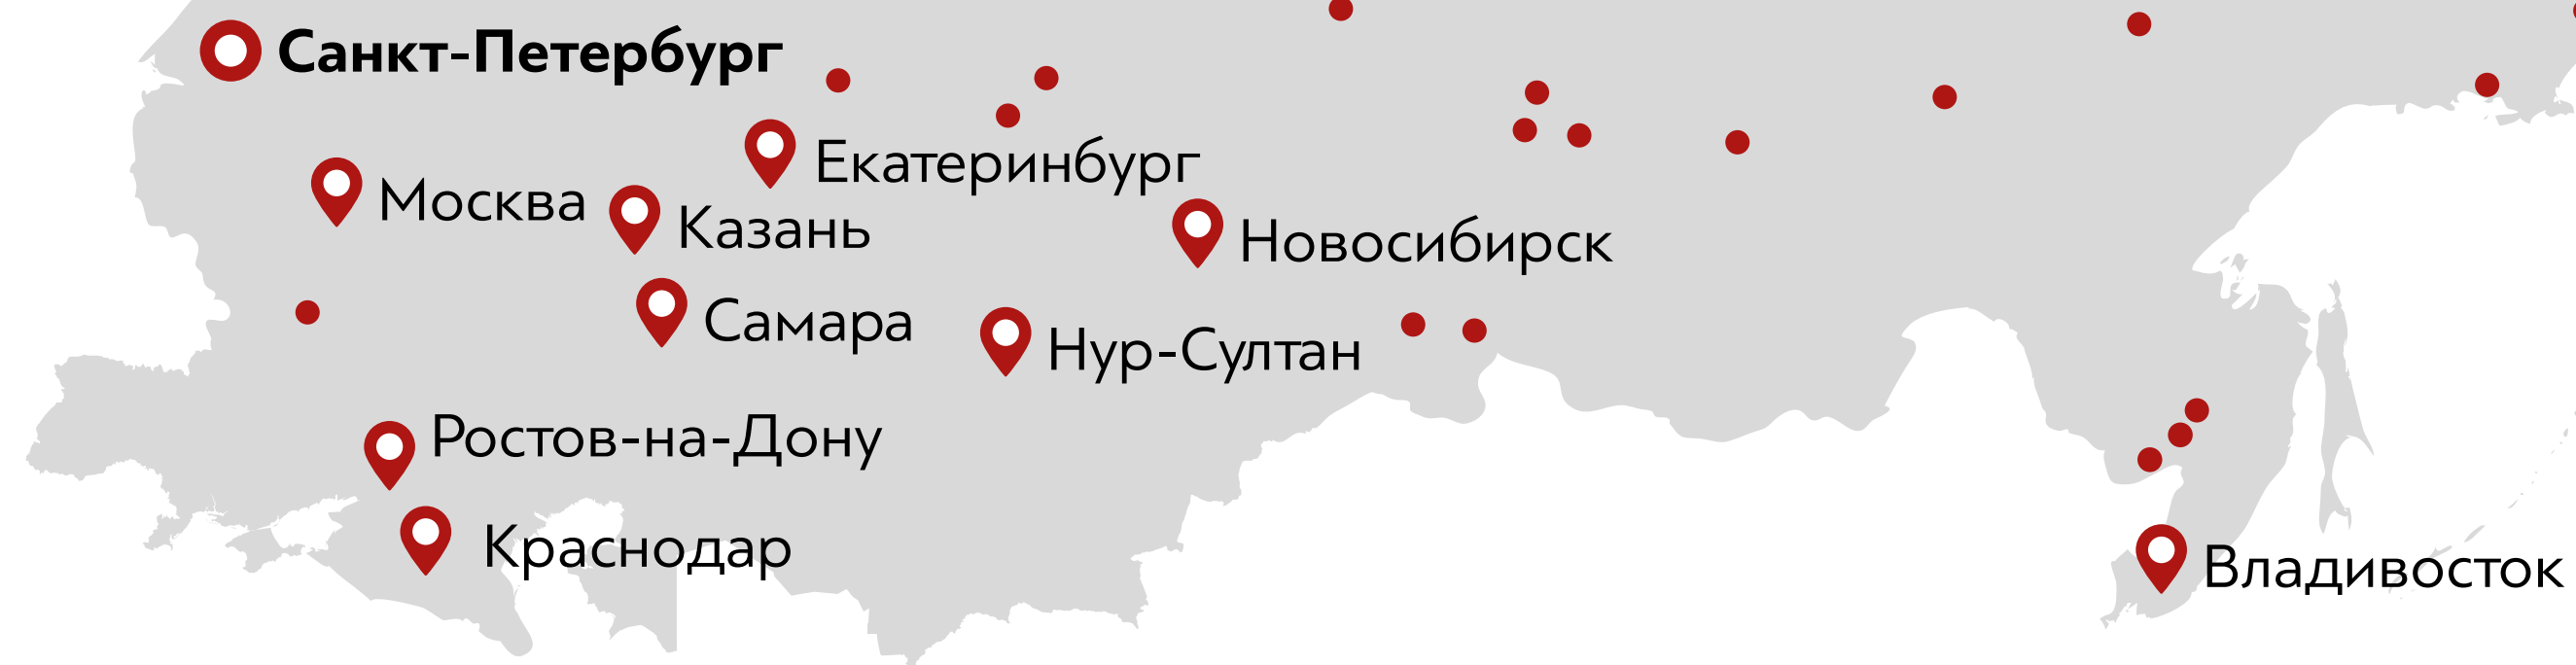 Санкт-Петербург
Екатеринбург
Москва
Казань
Новосибирск
Самара
Нур-Султан
Ростов-на-Дону
Краснодар
Владивосток